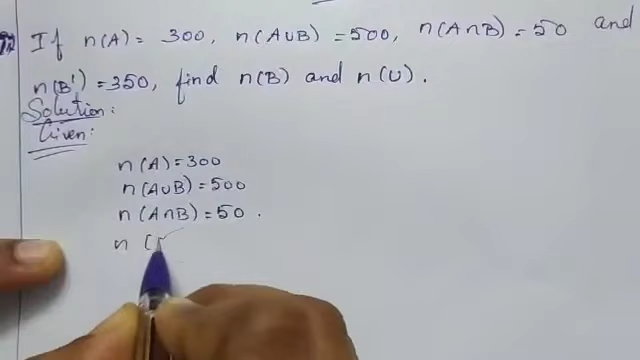 If n(A) = 300, n(A∪B) = 500, n(A∩B) = 50 and
n(B') = 350, find n(B) and n(U).
Solution:
Given:
n(A) = 300
n(A∪B) = 500
n(A∩B) = 50.
n (